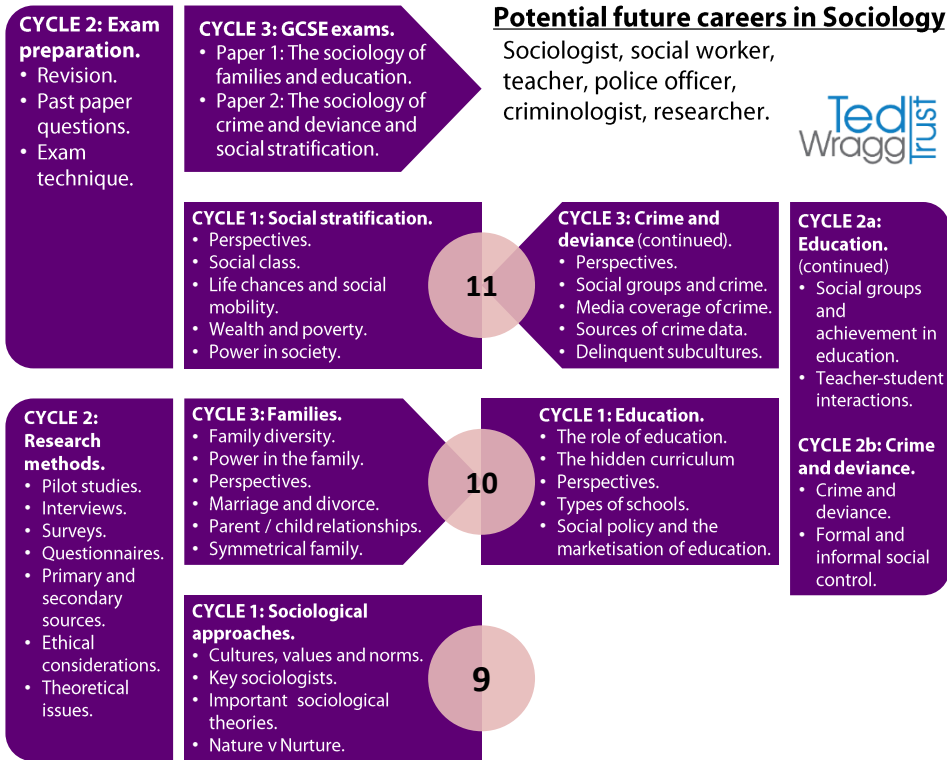 CYCLE 2: Exam
preparation.
• Revision.
• Past paper
questions.
• Exam
technique.
CYCLE 3: GCSE exams.
• Paper 1: The sociology of
families and education.
• Paper 2: The sociology of
crime and deviance and
social stratification.
Potential future careers in Sociology
Sociologist, social worker,
teacher, police officer,
criminologist, researcher.
Ted
Wragg
Trust
CYCLE 1: Social stratification.
• Perspectives.
• Social class.
• Life chances and social
mobility.
• Wealth and poverty.
• Power in society.
11
CYCLE 3: Crime and
deviance (continued).
• Perspectives.
• Social groups and crime.
• Media coverage of crime.
• Sources of crime data.
• Delinquent subcultures.
CYCLE 2a:
Education.
(continued)
• Social groups
and
achievement in
education.
• Teacher-student
interactions.
CYCLE 2b: Crime
and deviance.
• Crime and
deviance.
• Formal and
informal social
control.
CYCLE 2:
Research
methods.
• Pilot studies.
• Interviews.
• Surveys.
• Questionnaires.
• Primary and
secondary
sources.
• Ethical
considerations.
• Theoretical
issues.
CYCLE 3: Families.
• Family diversity.
• Power in the family.
• Perspectives.
• Marriage and divorce.
• Parent / child relationships.
• Symmetrical family.
10
CYCLE 1: Education.
• The role of education.
• The hidden curriculum
• Perspectives.
• Types of schools.
• Social policy and the
marketisation of education.
CYCLE 1: Sociological
approaches.
• Cultures, values and norms.
• Key sociologists.
• Important sociological
theories.
• Nature v Nurture.
9